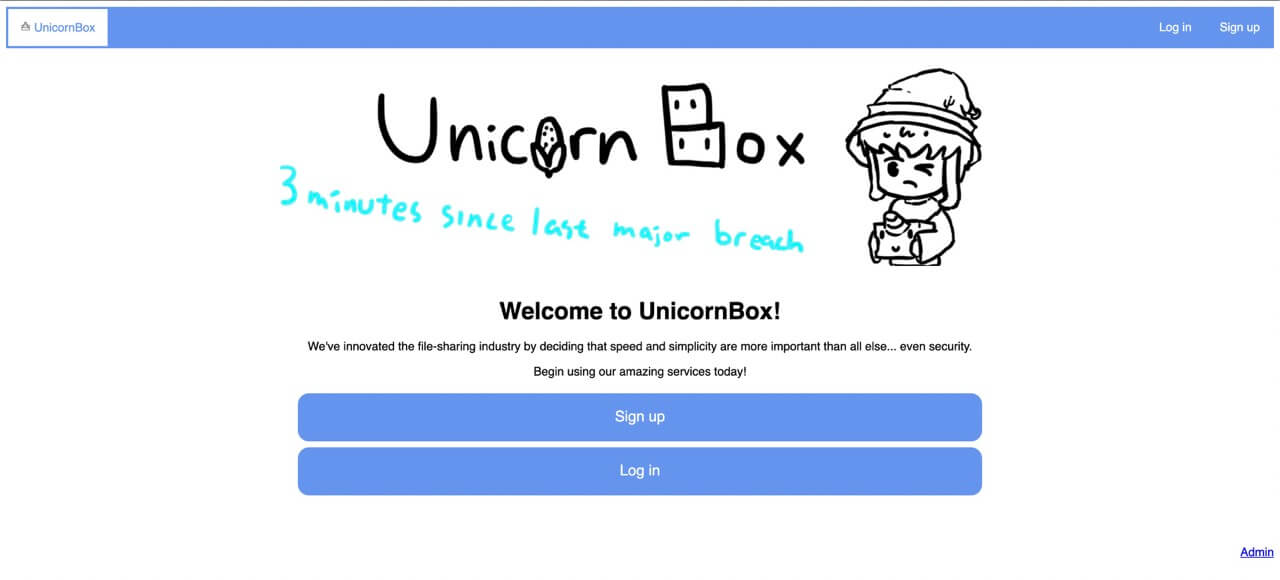 UnicornBox
Log in
Sign up
Unicorn Box
3 minutes since last major breach
Welcome to UnicornBox!
We've innovated the file-sharing industry by deciding that speed and simplicity are more important than all else... even security.
Begin using our amazing services today!
Sign up
Log in
Admin